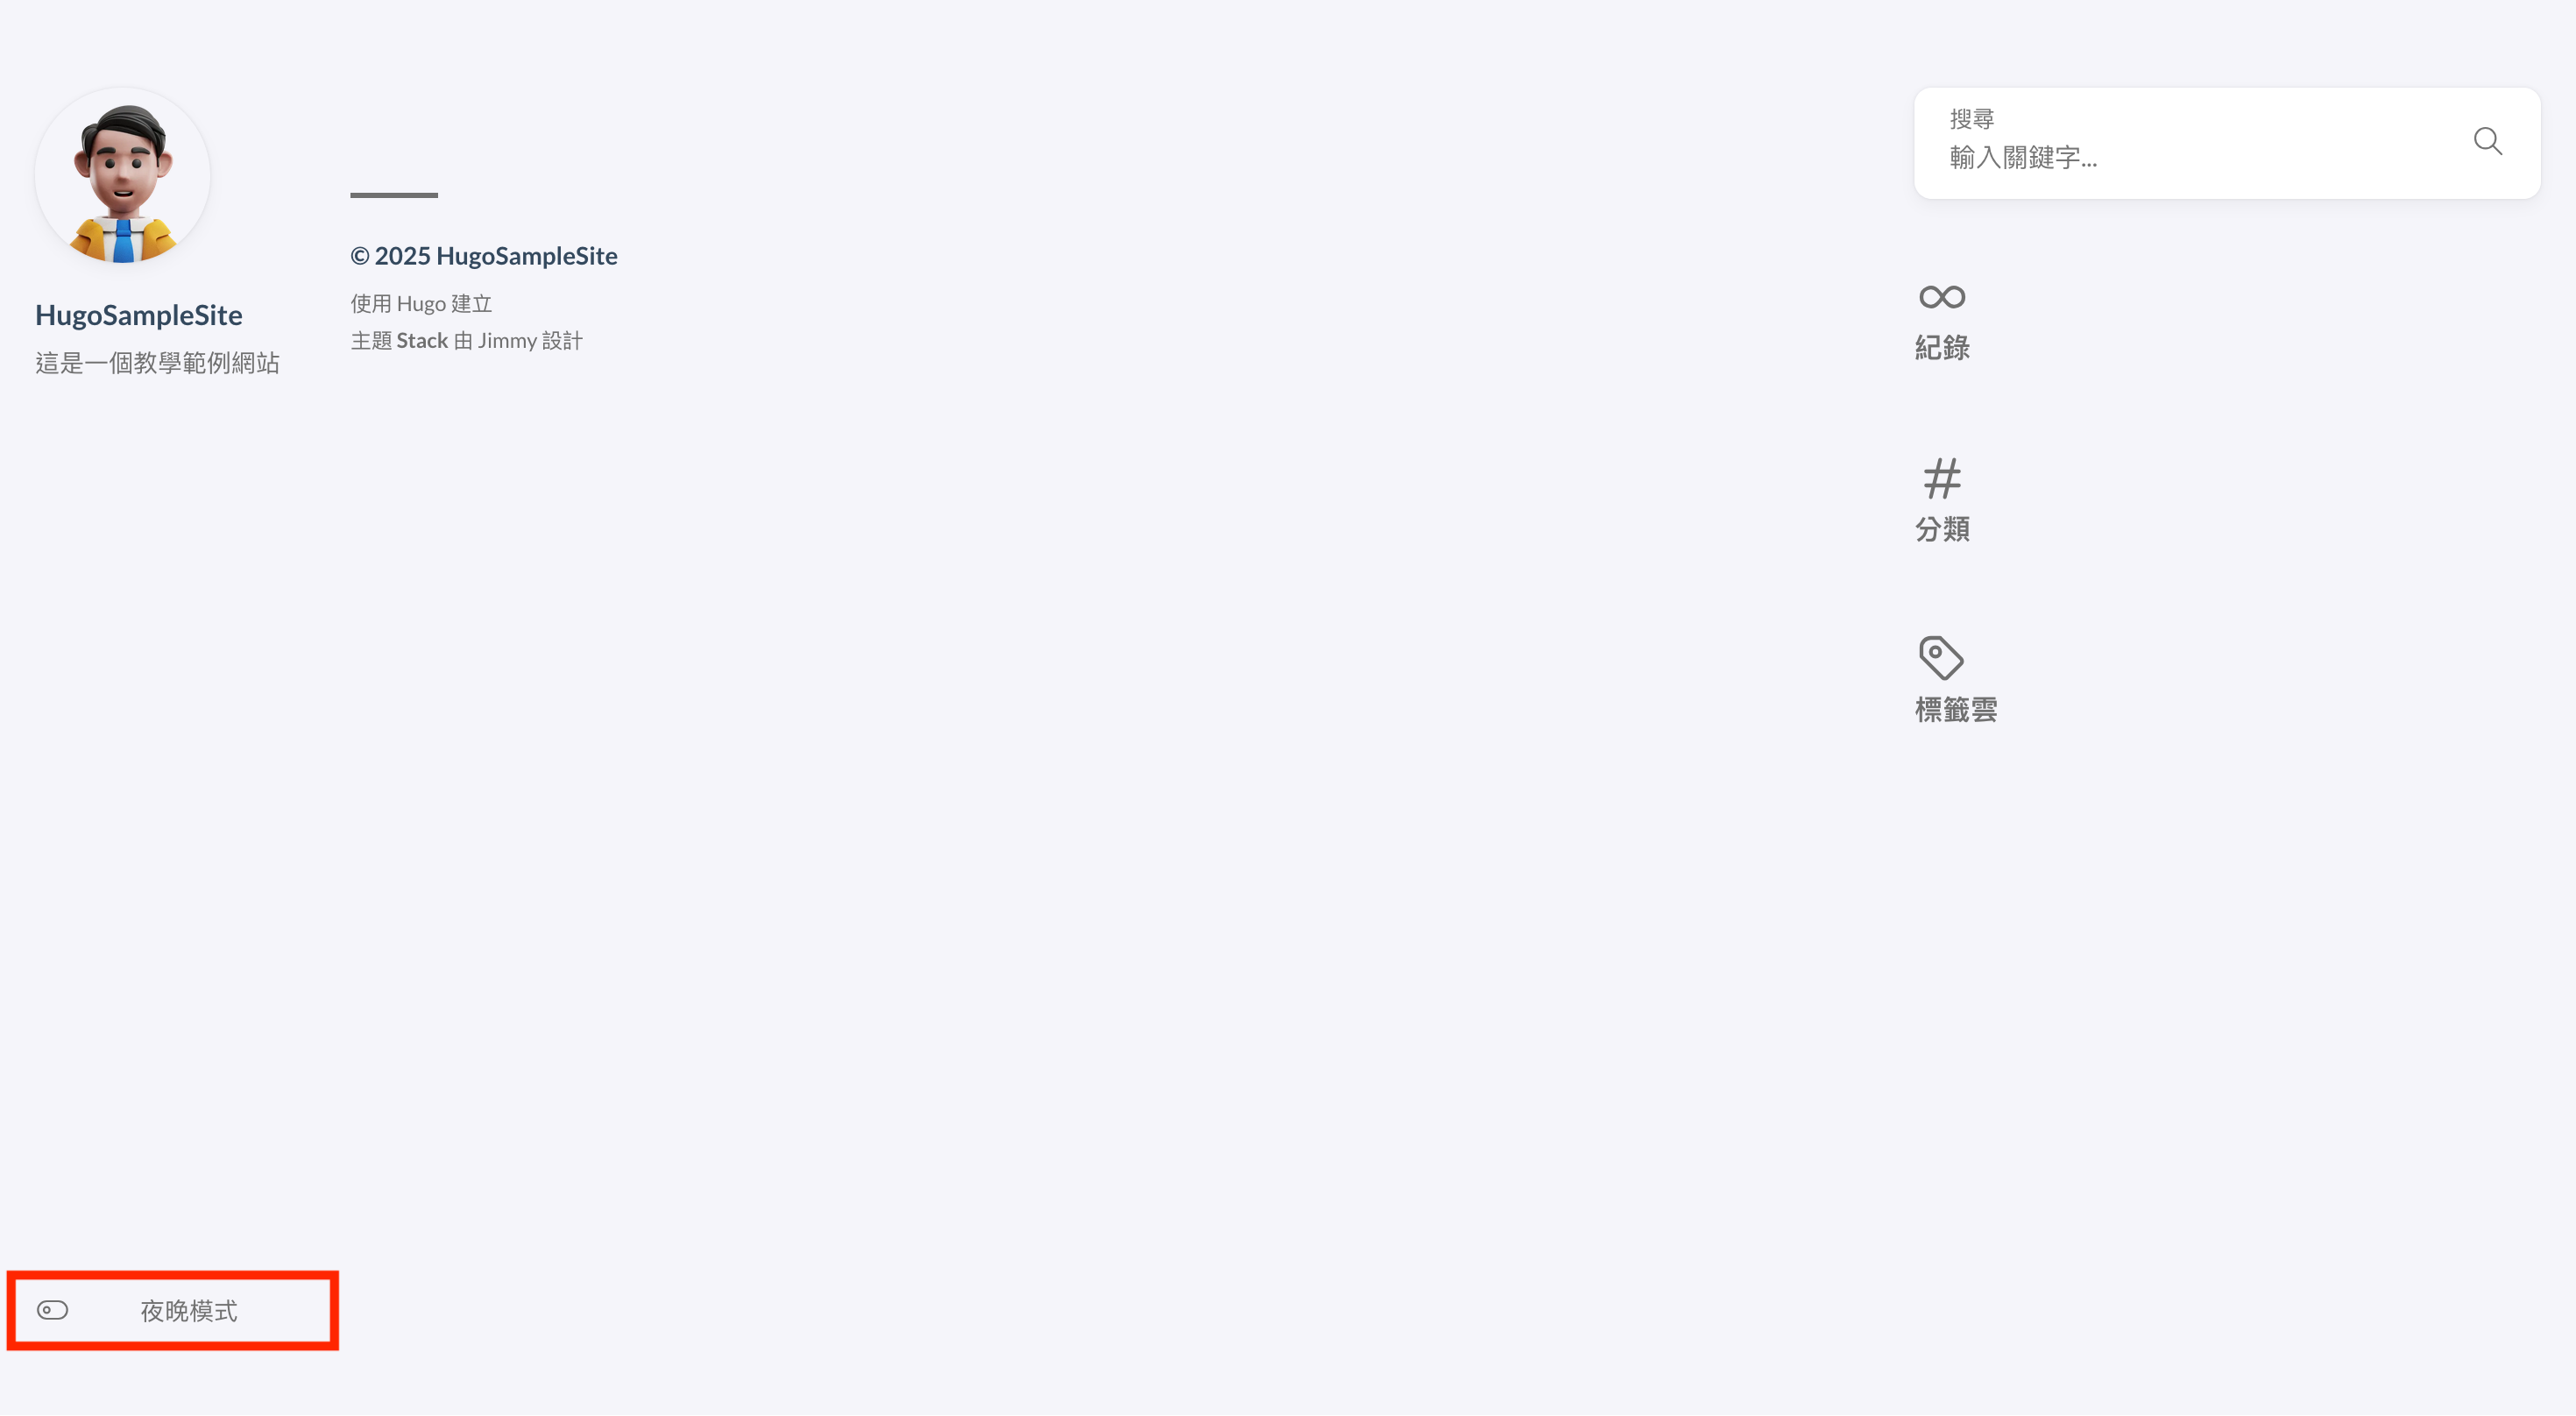 HugoSampleSite
這是一個教學範例網站
夜晚模式
© 2025 HugoSampleSite
使用 Hugo 建立
主題 Stack 由 Jimmy 設計
搜尋
輸入關鍵字...
紀錄
分類
標籤雲